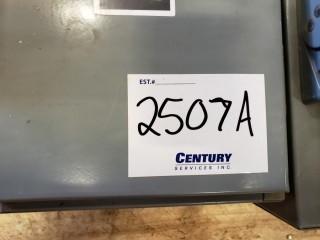 EST.#
2507A
CENTURY
SERVICES INC.